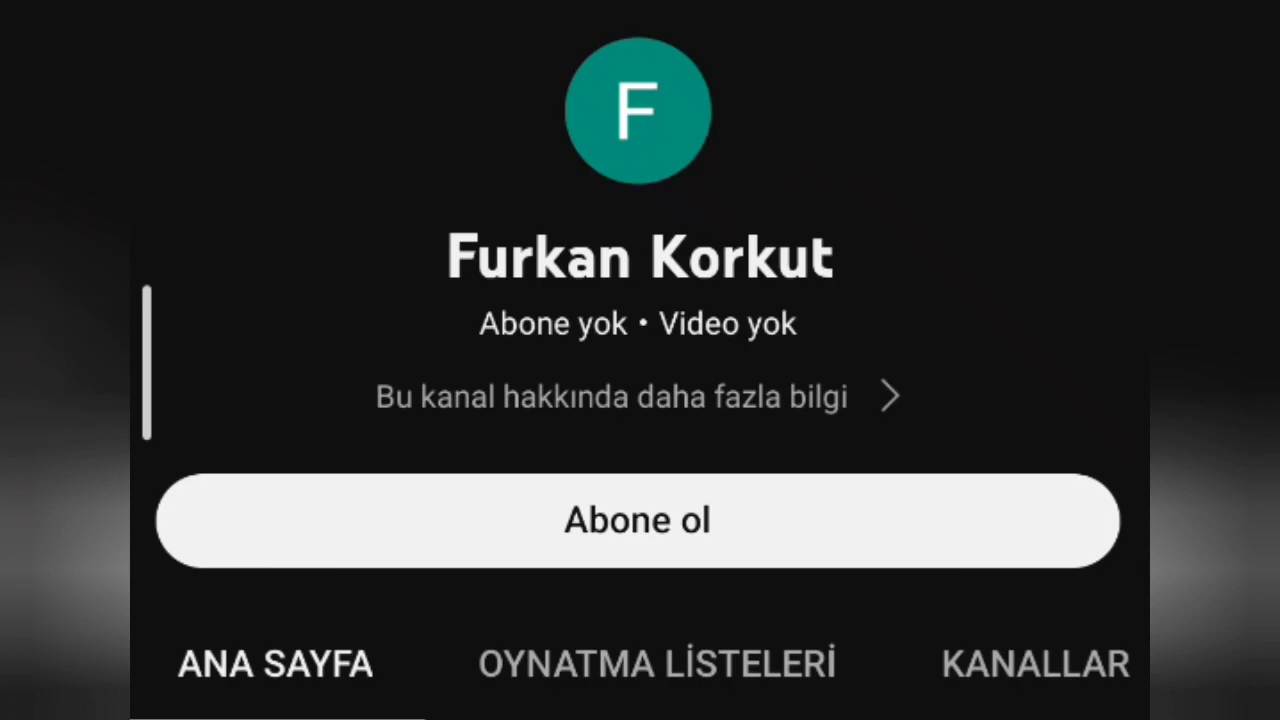 F
Furkan Korkut
Abone yok • Video yok
Bu kanal hakkında daha fazla bilgi
Abone ol
ANA SAYFA OYNATMA LİSTELERİ KANALLAR